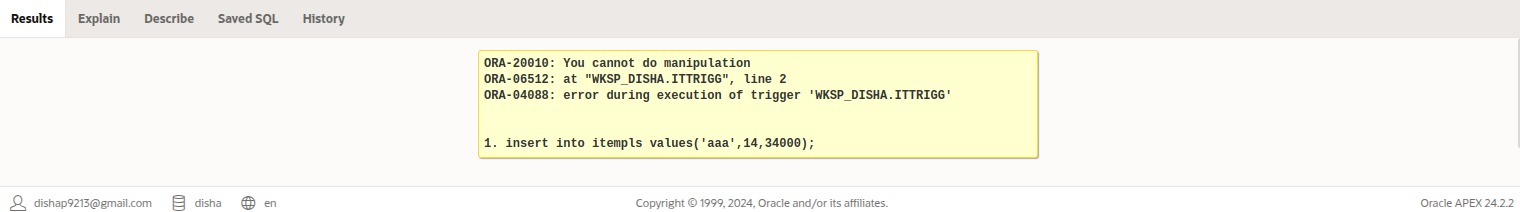 Results Explain Describe Saved SQL History
ORA-20010: You cannot do manipulation
ORA-06512: at "WKSP_DISHA.ITTRIGG", line 2
ORA-04088: error during execution of trigger 'WKSP_DISHA.ITTRIGG'
1. insert into itempls values('aaa',14,34000);
dishap9213@gmail.com disha en Copyright © 1999, 2024, Oracle and/or its affiliates. Oracle APEX 24.2.2